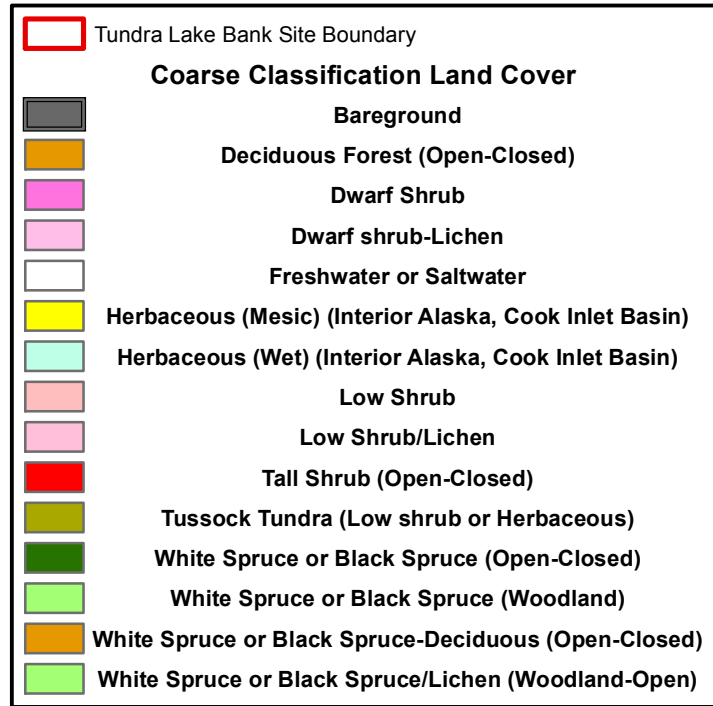 Tundra Lake Bank Site Boundary
Coarse Classification Land Cover
Bareground
Deciduous Forest (Open-Closed)
Dwarf Shrub
Dwarf shrub-Lichen
Freshwater or Saltwater
Herbaceous (Mesic) (Interior Alaska, Cook Inlet Basin)
Herbaceous (Wet) (Interior Alaska, Cook Inlet Basin)
Low Shrub
Low Shrub/Lichen
Tall Shrub (Open-Closed)
Tussock Tundra (Low shrub or Herbaceous)
White Spruce or Black Spruce (Open-Closed)
White Spruce or Black Spruce (Woodland)
White Spruce or Black Spruce-Deciduous (Open-Closed)
White Spruce or Black Spruce/Lichen (Woodland-Open)